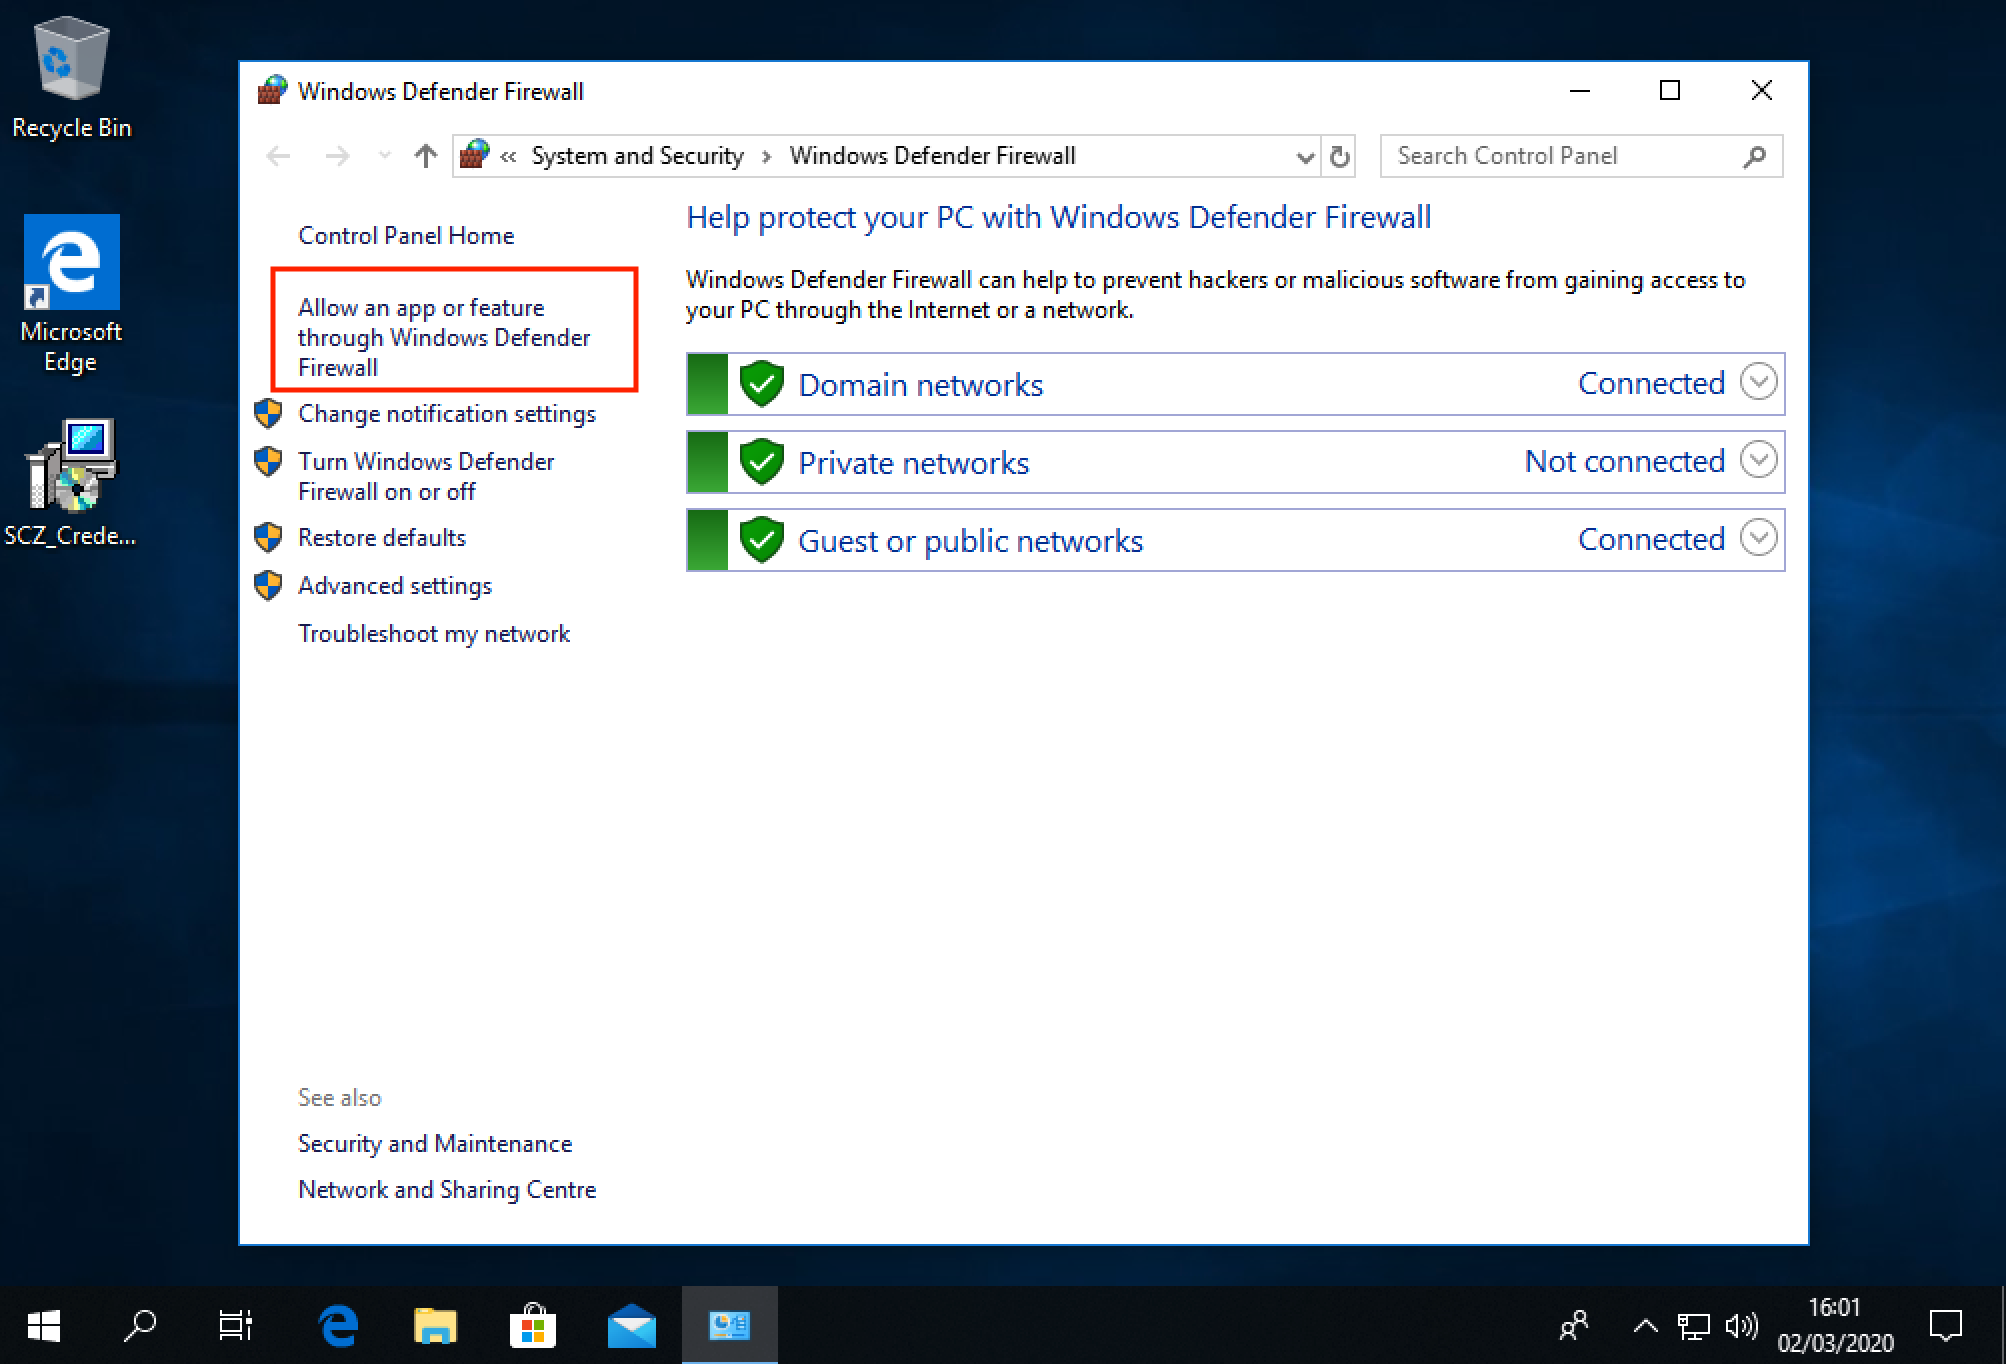 Recycle Bin
Microsoft
Edge
SCZ_Crede...
Windows Defender Firewall
« System and Security › Windows Defender Firewall
Search Control Panel
Control Panel Home
Allow an app or feature
through Windows Defender
Firewall
Change notification settings
Turn Windows Defender
Firewall on or off
Restore defaults
Advanced settings
Troubleshoot my network
See also
Security and Maintenance
Network and Sharing Centre
Help protect your PC with Windows Defender Firewall
Windows Defender Firewall can help to prevent hackers or malicious software from gaining access to
your PC through the Internet or a network.
Domain networks Connected
Private networks Not connected
Guest or public networks Connected
16:01
02/03/2020